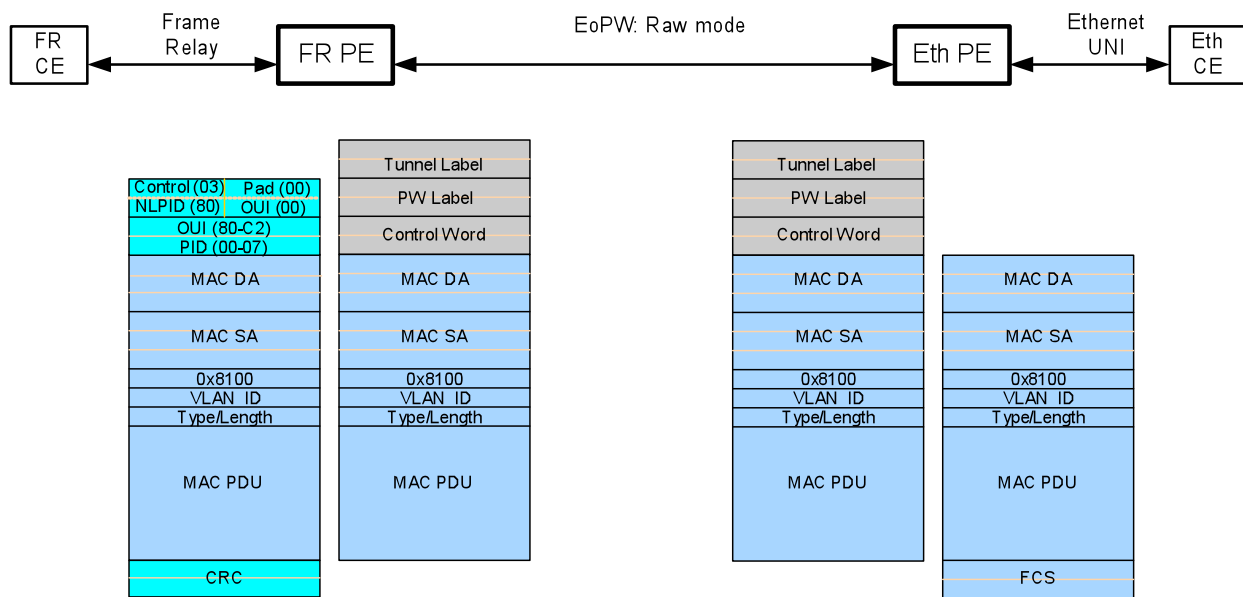 Frame
Relay
EoPW: Raw mode
Ethernet
UNI
FR
CE
FR PE
Eth PE
Eth
CE
Control (03) Pad (00)
NLPID (80) OUI (00)
OUI (80-C2)
PID (00-07)
MAC DA
MAC SA
0x8100
VLAN ID
Type/Length
MAC PDU
CRC
Tunnel Label
PW Label
Control Word
MAC DA
MAC SA
0x8100
VLAN ID
Type/Length
MAC PDU
Tunnel Label
PW Label
Control Word
MAC DA
MAC SA
0x8100
VLAN ID
Type/Length
MAC PDU
MAC DA
MAC SA
0x8100
VLAN ID
Type/Length
MAC PDU
FCS